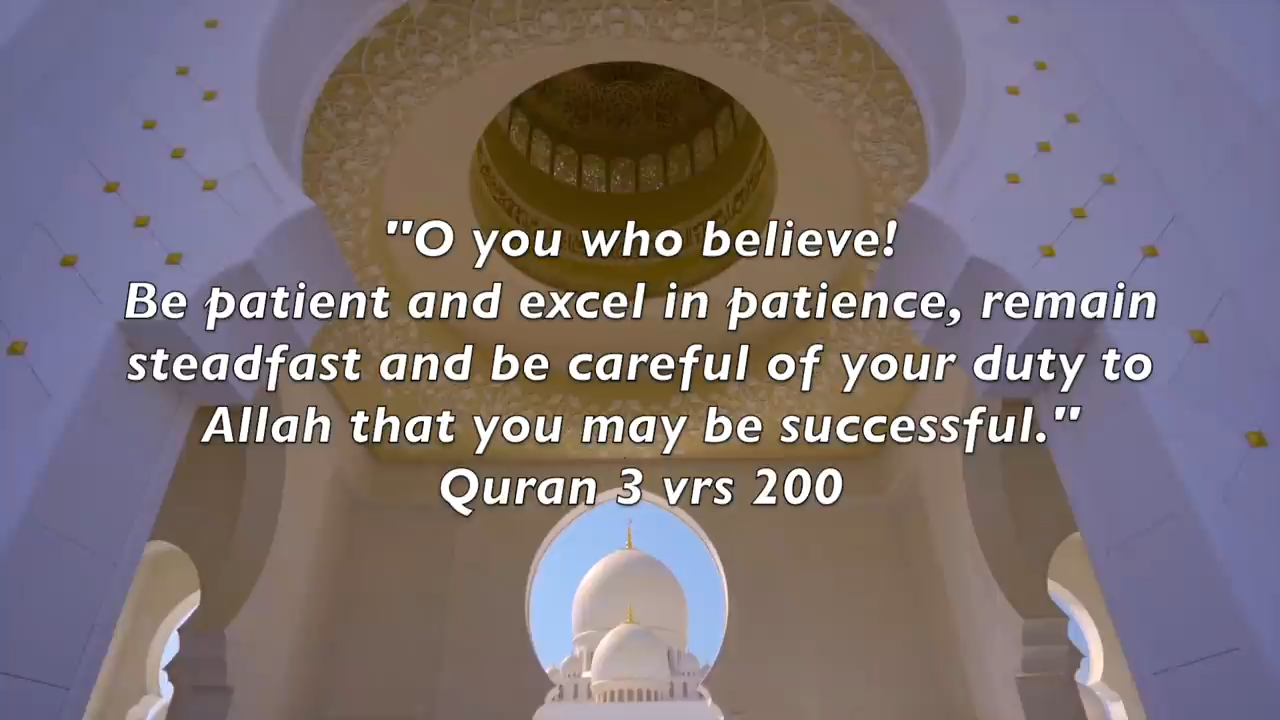 "O you who believe!
Be patient and excel in patience, remain
steadfast and be careful of your duty to
Allah that you may be successful."
Quran 3 vrs 200